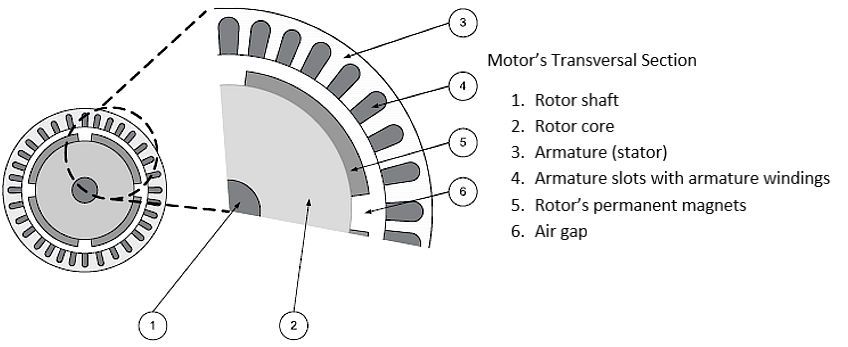 3
4
5
6
1
2
Motor's Transversal Section
1. Rotor shaft
2. Rotor core
3. Armature (stator)
4. Armature slots with armature windings
5. Rotor's permanent magnets
6. Air gap